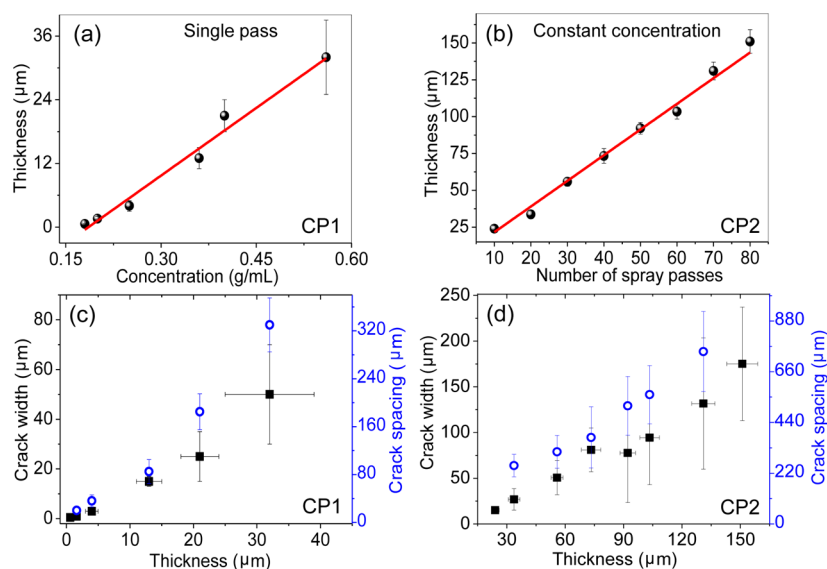 (a) Single pass
Thickness (µm)
36
24
12
0
0.15 0.30 0.45 0.60
Concentration (g/mL)
CP1
(b) Constant concentration
Thickness (µm)
150
125
100
75
50
25
10 20 30 40 50 60 70 80
Number of spray passes
CP2
(c)
Crack width (µm)
80
60
40
20
0
0 10 20 30 40
Thickness (µm)
320
240
160
80
0
Crack spacing (µm)
CP1
(d)
Crack width (µm)
250
200
150
100
50
0
30 60 90 120 150
Thickness (µm)
880
660
440
220
0
Crack spacing (µm)
CP2